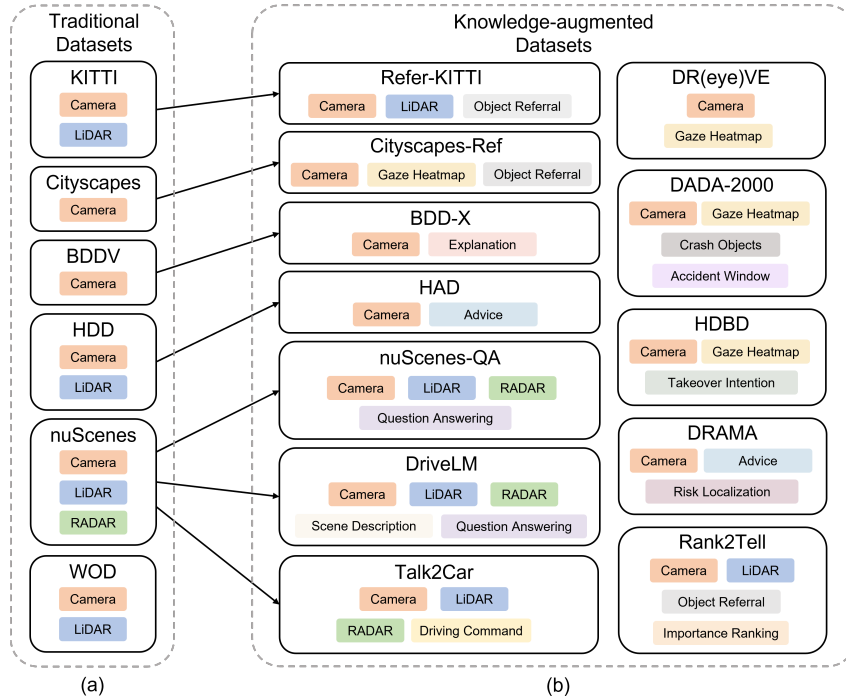 Traditional
Datasets
KITTI
Camera
LiDAR
Cityscapes
Camera
BDDV
Camera
HDD
Camera
LiDAR
nuScenes
Camera
LiDAR
RADAR
WOD
Camera
LiDAR
(a)
Knowledge-augmented
Datasets
Refer-KITTI
Camera LiDAR Object Referral
Cityscapes-Ref
Camera Gaze Heatmap Object Referral
BDD-X
Camera Explanation
HAD
Camera Advice
nuScenes-QA
Camera LiDAR RADAR
Question Answering
DriveLM
Camera LiDAR RADAR
Scene Description Question Answering
Talk2Car
Camera LiDAR
RADAR Driving Command
DR(eye)VE
Camera
Gaze Heatmap
DADA-2000
Camera Gaze Heatmap
Crash Objects
Accident Window
HDBD
Camera Gaze Heatmap
Takeover Intention
DRAMA
Camera Advice
Risk Localization
Rank2Tell
Camera LiDAR
Object Referral
Importance Ranking
(b)